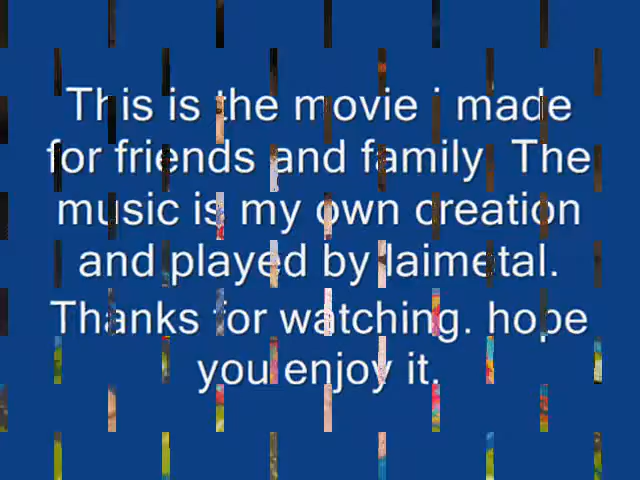 This is the movie i made
for friends and family. The
music is my own creation
and played by laimetal.
Thanks for watching. hope
you enjoy it.